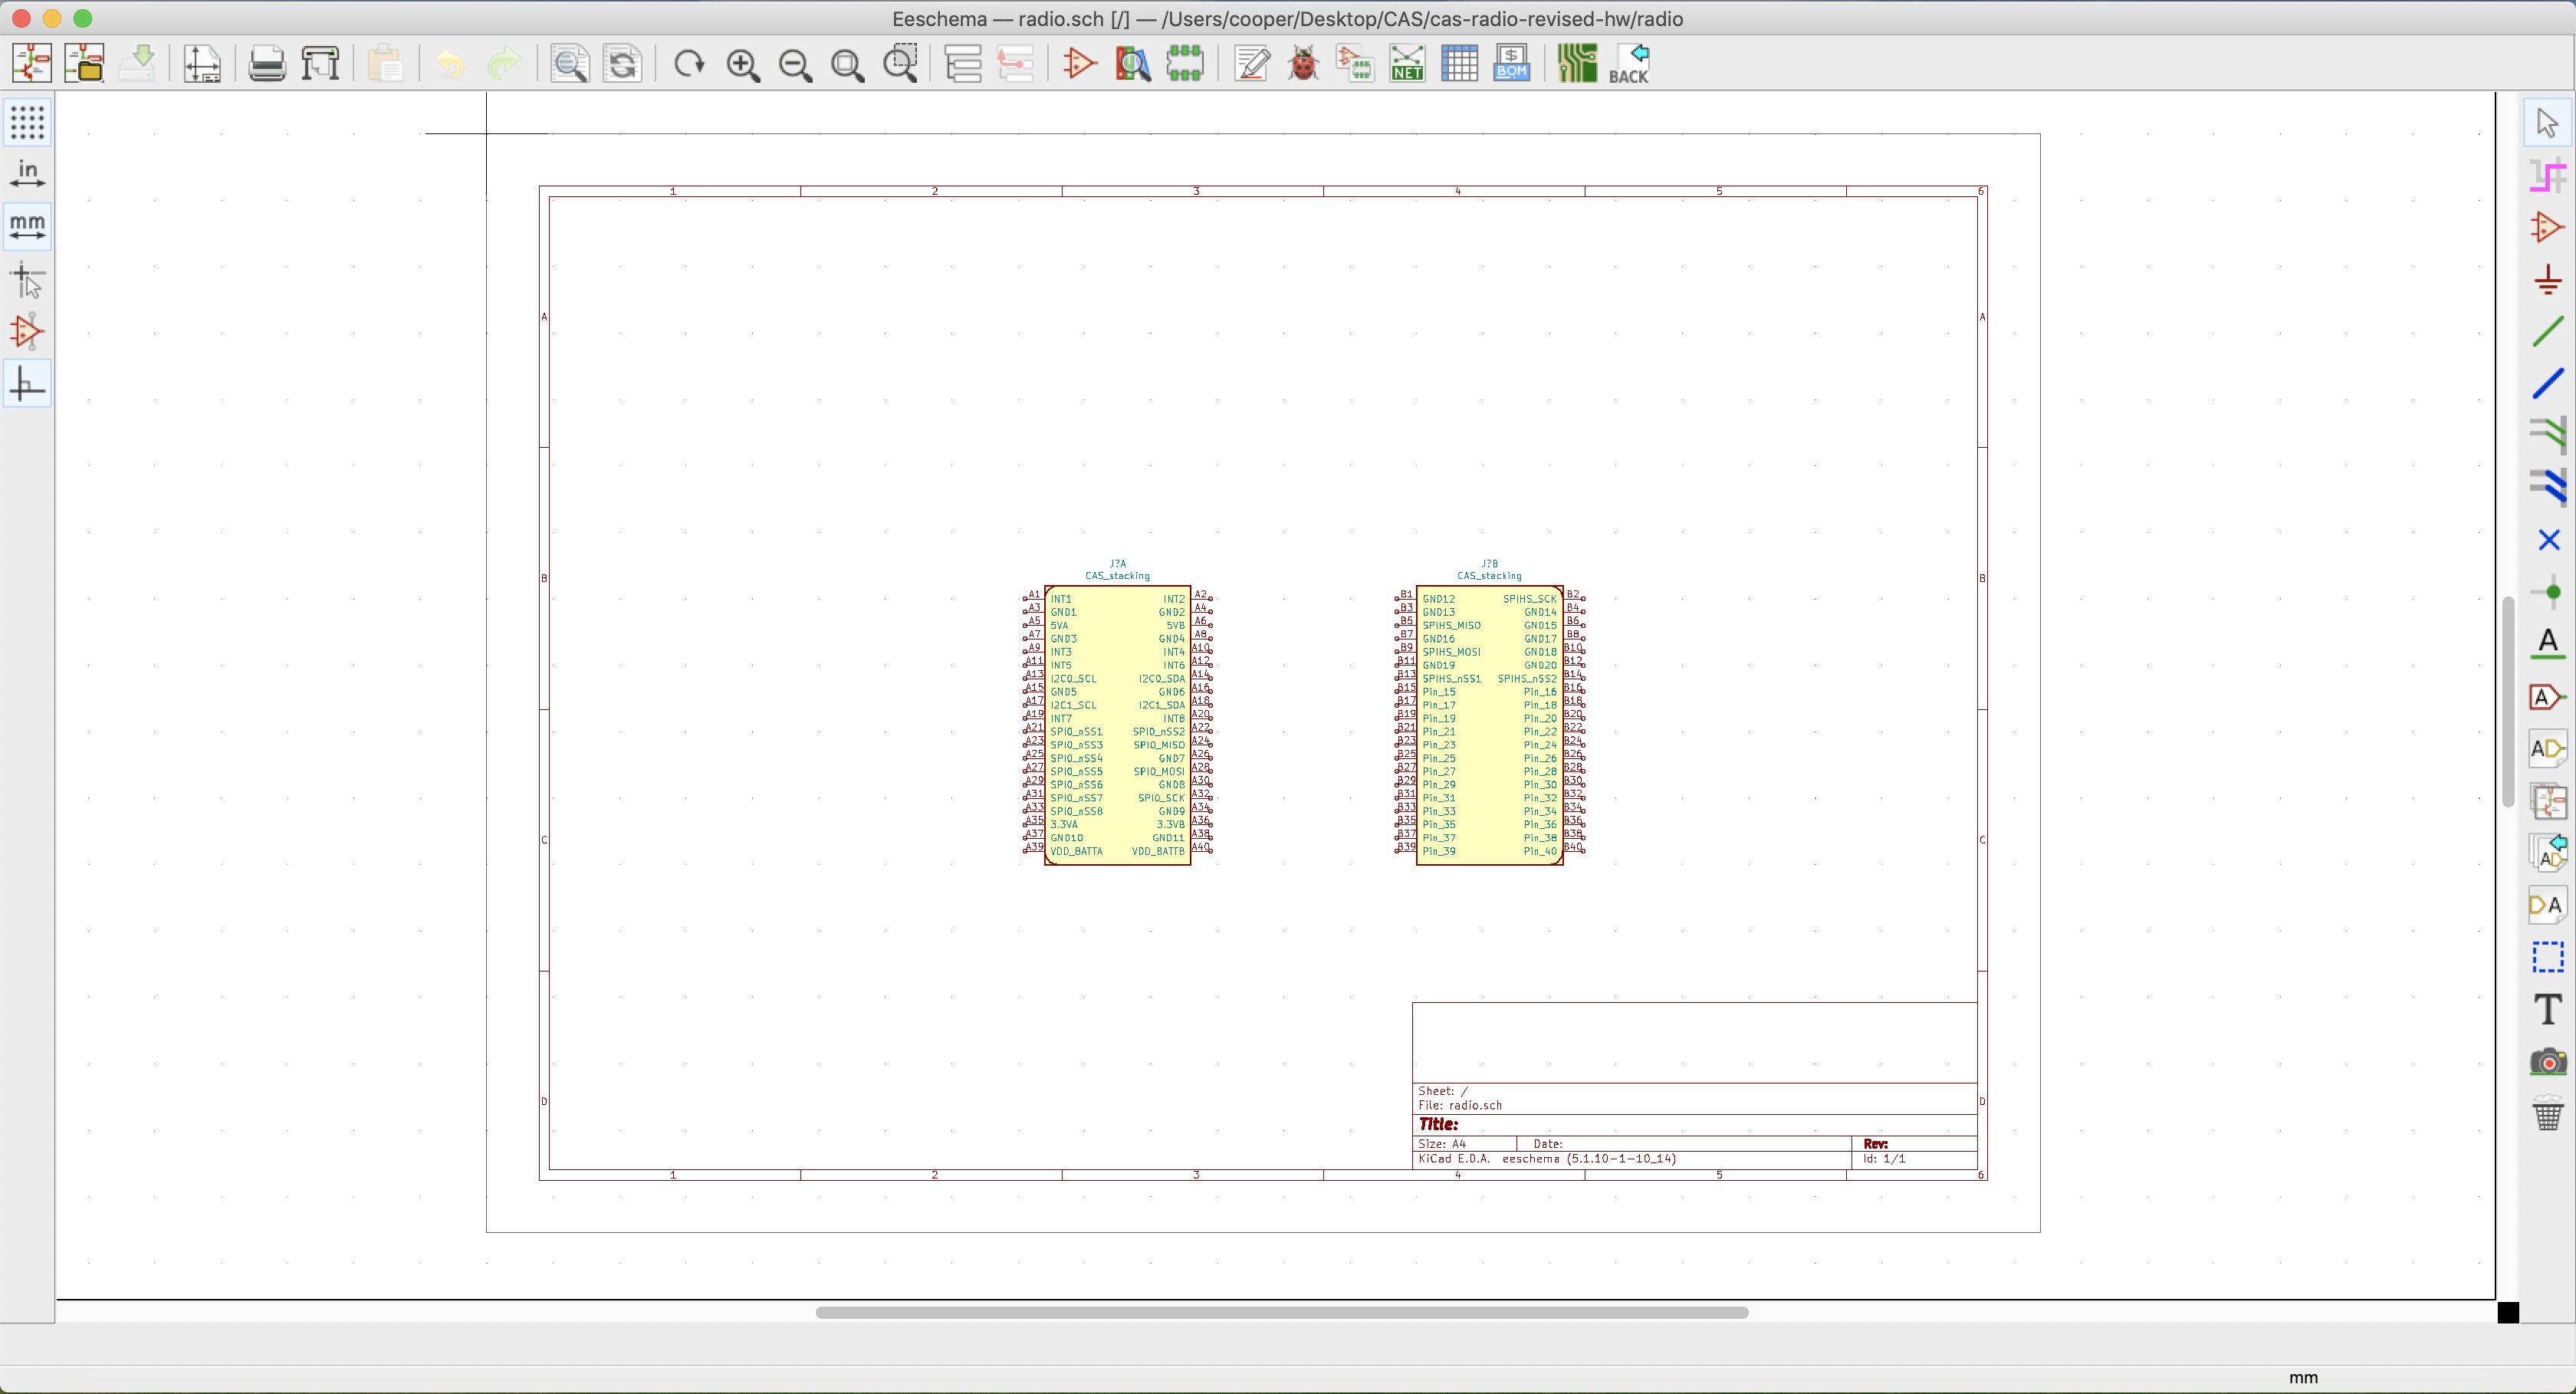 Eeschema — radio.sch [/] — /Users/cooper/Desktop/CAS/cas-radio-revised-hw/radio
NET
$
BOM
BACK
in
mm
1 2 3 4 5 6
A A
B B
C C
D D
J?A
CAS_stacking
A1 INT1 INT2 A2
A3 GND1 GND2 A4
A5 5VA 5VB A6
A7 GND3 GND4 A8
A9 INT3 INT4 A10
A11 INT5 INT6 A12
A13 I2C0_SCL I2C0_SDA A14
A15 GND5 GND6 A16
A17 I2C1_SCL I2C1_SDA A18
A19 INT7 INT8 A20
A21 SPI0_nSS1 SPI0_nSS2 A22
A23 SPI0_nSS3 SPI0_MISO A24
A25 SPI0_nSS4 GND7 A26
A27 SPI0_nSS5 SPI0_MOSI A28
A29 SPI0_nSS6 GND8 A30
A31 SPI0_nSS7 SPI0_SCK A32
A33 SPI0_nSS8 GND9 A34
A35 3.3VA 3.3VB A36
A37 GND10 GND11 A38
A39 VDD_BATTA VDD_BATTB A40
J?B
CAS_stacking
B1 GND12 SPIHS_SCK B2
B3 GND13 GND14 B4
B5 SPIHS_MISO GND15 B6
B7 GND16 GND17 B8
B9 SPIHS_MOSI GND18 B10
B11 GND19 GND20 B12
B13 SPIHS_nSS1 SPIHS_nSS2 B14
B15 Pin_15 Pin_16 B16
B17 Pin_17 Pin_18 B18
B19 Pin_19 Pin_20 B20
B21 Pin_21 Pin_22 B22
B23 Pin_23 Pin_24 B24
B25 Pin_25 Pin_26 B26
B27 Pin_27 Pin_28 B28
B29 Pin_29 Pin_30 B30
B31 Pin_31 Pin_32 B32
B33 Pin_33 Pin_34 B34
B35 Pin_35 Pin_36 B36
B37 Pin_37 Pin_38 B38
B39 Pin_39 Pin_40 B40
Sheet: /
File: radio.sch
Title:
Size: A4 Date: Rev:
KiCad E.D.A. eeschema (5.1.10-1-10_14) Id: 1/1
1 2 3 4 5 6
A
A
AD
AD
DA
T
mm